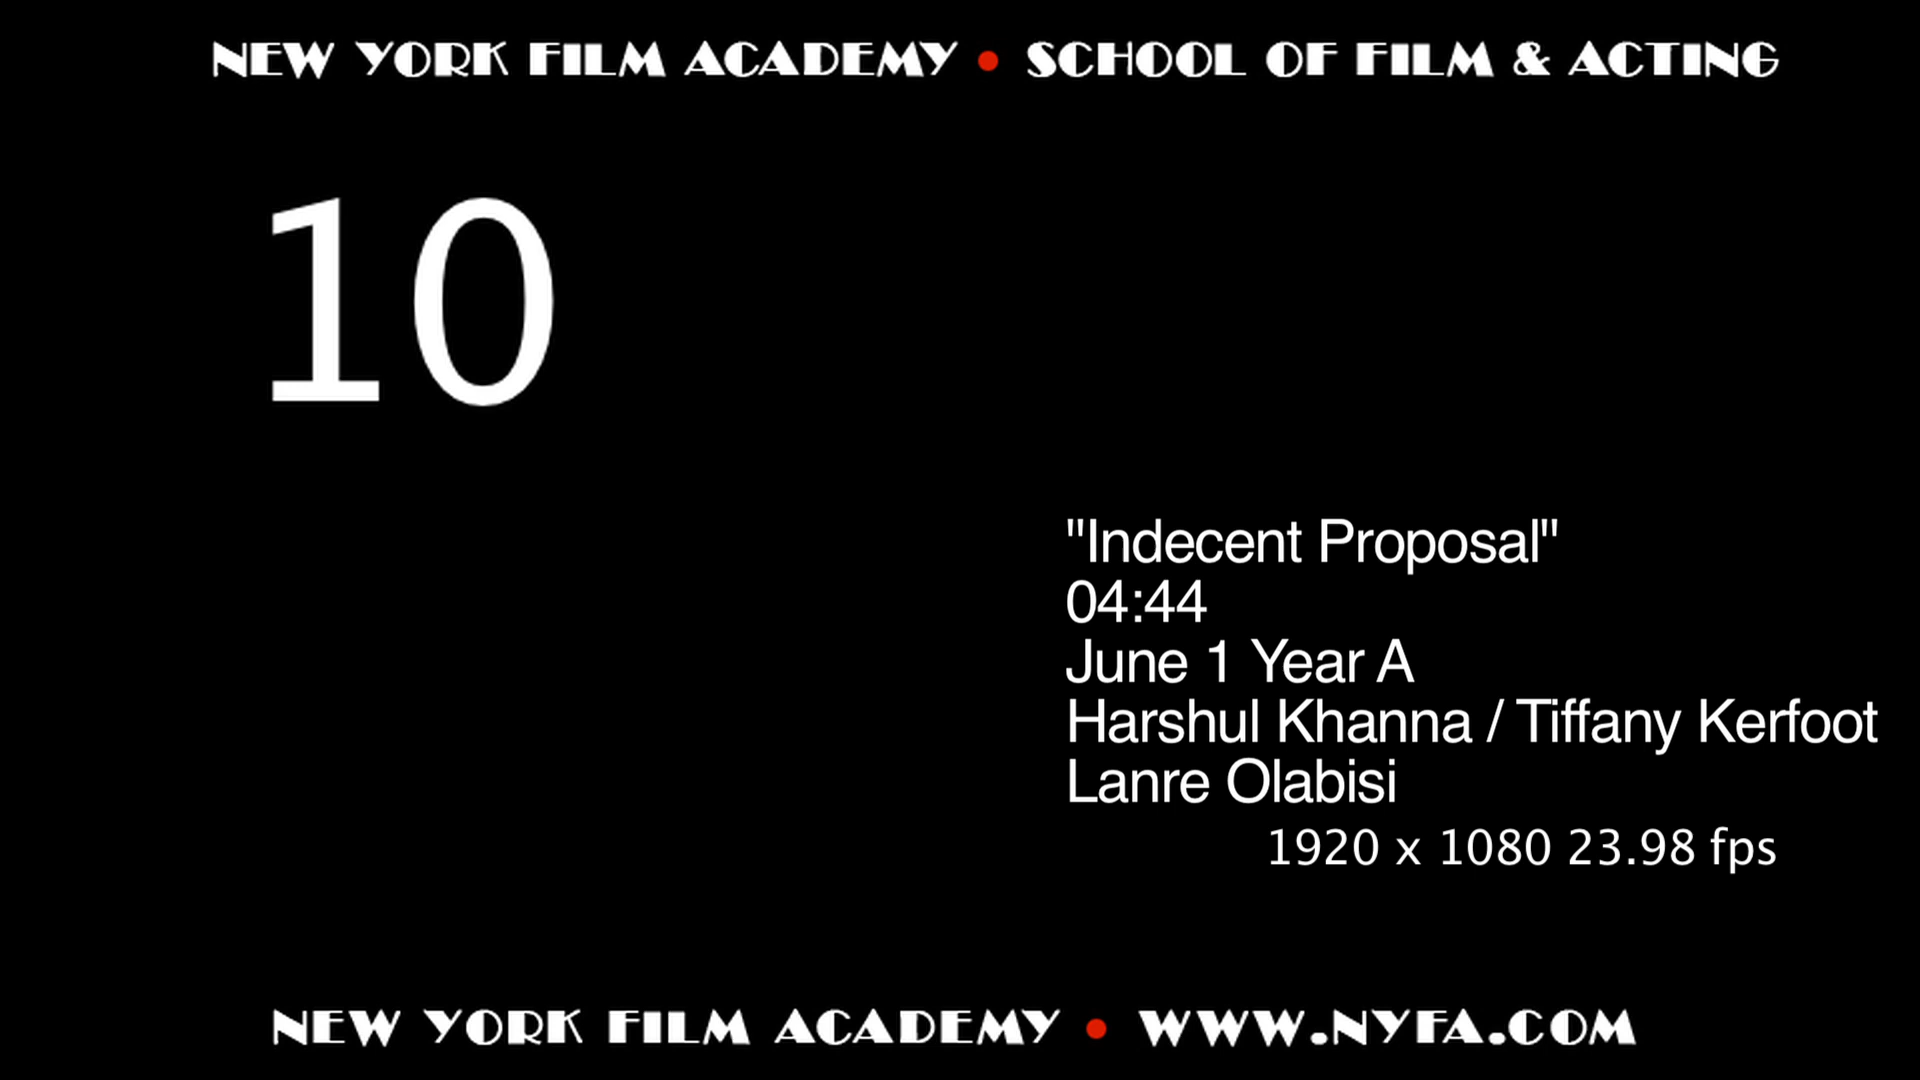 NEW YORK FILM ACADEMY • SCHOOL OF FILM & ACTING
10
"Indecent Proposal"
04:44
June 1 Year A
Harshul Khanna / Tiffany Kerfoot
Lanre Olabisi
1920 x 1080 23.98 fps
NEW YORK FILM ACADEMY • WWW.NYFA.COM